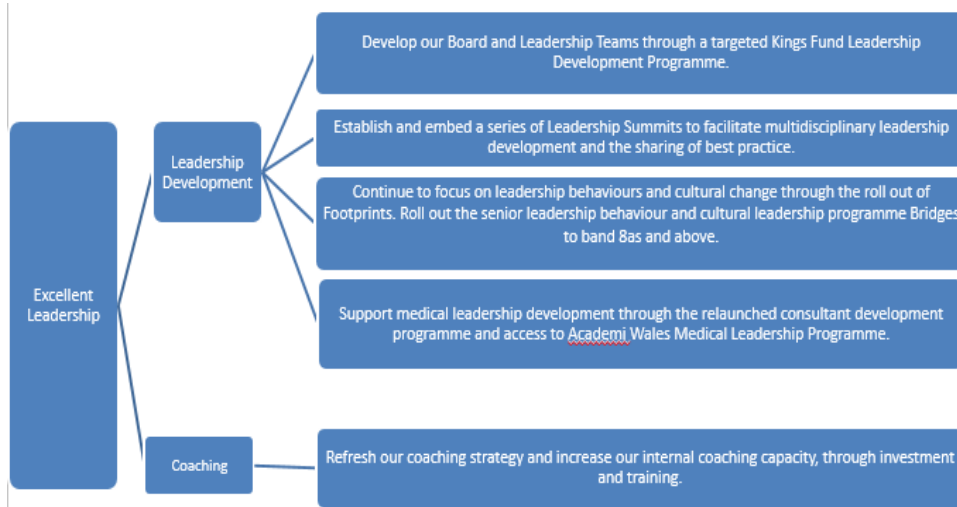 Develop our Board and Leadership Teams through a targeted Kings Fund Leadership
Development Programme.
Establish and embed a series of Leadership Summits to facilitate multidisciplinary leadership
development and the sharing of best practice.
Leadership
Development
Continue to focus on leadership behaviours and cultural change through the roll out of
Footprints. Roll out the senior leadership behaviour and cultural leadership programme Bridges
to band 8as and above.
Excellent
Leadership
Support medical leadership development through the relaunched consultant development
programme and access to Academi Wales Medical Leadership Programme.
Coaching
Refresh our coaching strategy and increase our internal coaching capacity, through investment
and training.